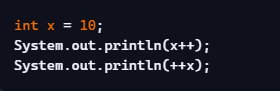 int x = 10;
System.out.println(x++);
System.out.println(++x);